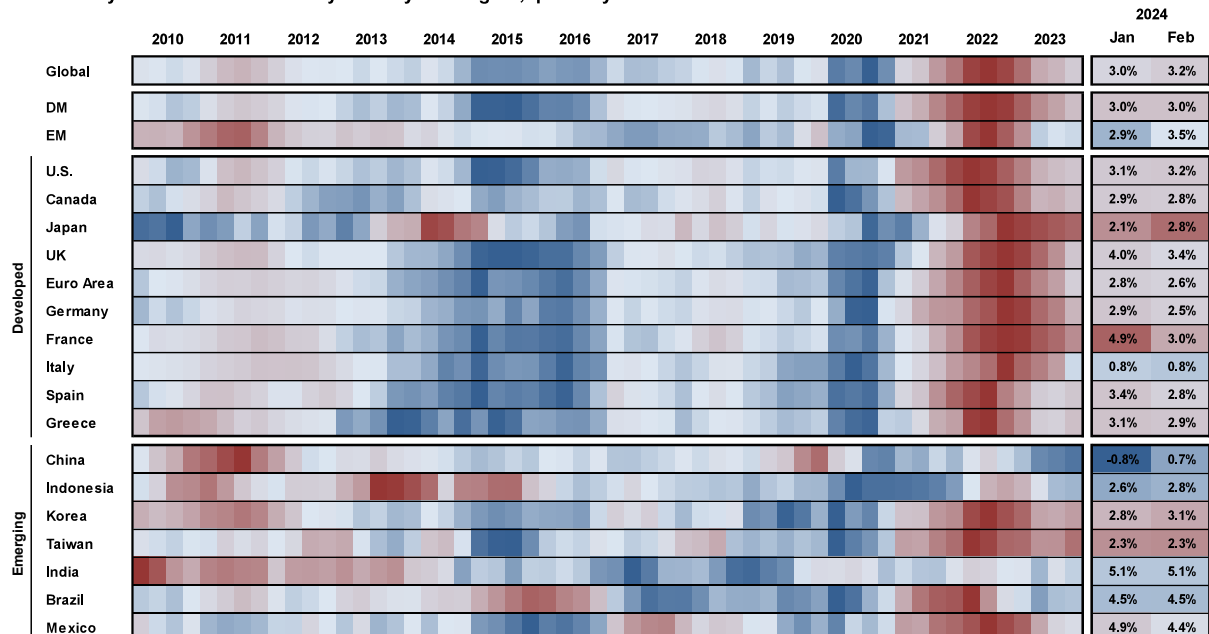 2024
2010 2011 2012 2013 2014 2015 2016 2017 2018 2019 2020 2021 2022 2023 Jan Feb
Global 3.0% 3.2%
DM 3.0% 3.0%
EM 2.9% 3.5%
Developed
U.S. 3.1% 3.2%
Canada 2.9% 2.8%
Japan 2.1% 2.8%
UK 4.0% 3.4%
Euro Area 2.8% 2.6%
Germany 2.9% 2.5%
France 4.9% 3.0%
Italy 0.8% 0.8%
Spain 3.4% 2.8%
Greece 3.1% 2.9%
Emerging
China -0.8% 0.7%
Indonesia 2.6% 2.8%
Korea 2.8% 3.1%
Taiwan 2.3% 2.3%
India 5.1% 5.1%
Brazil 4.5% 4.5%
Mexico 4.9% 4.4%